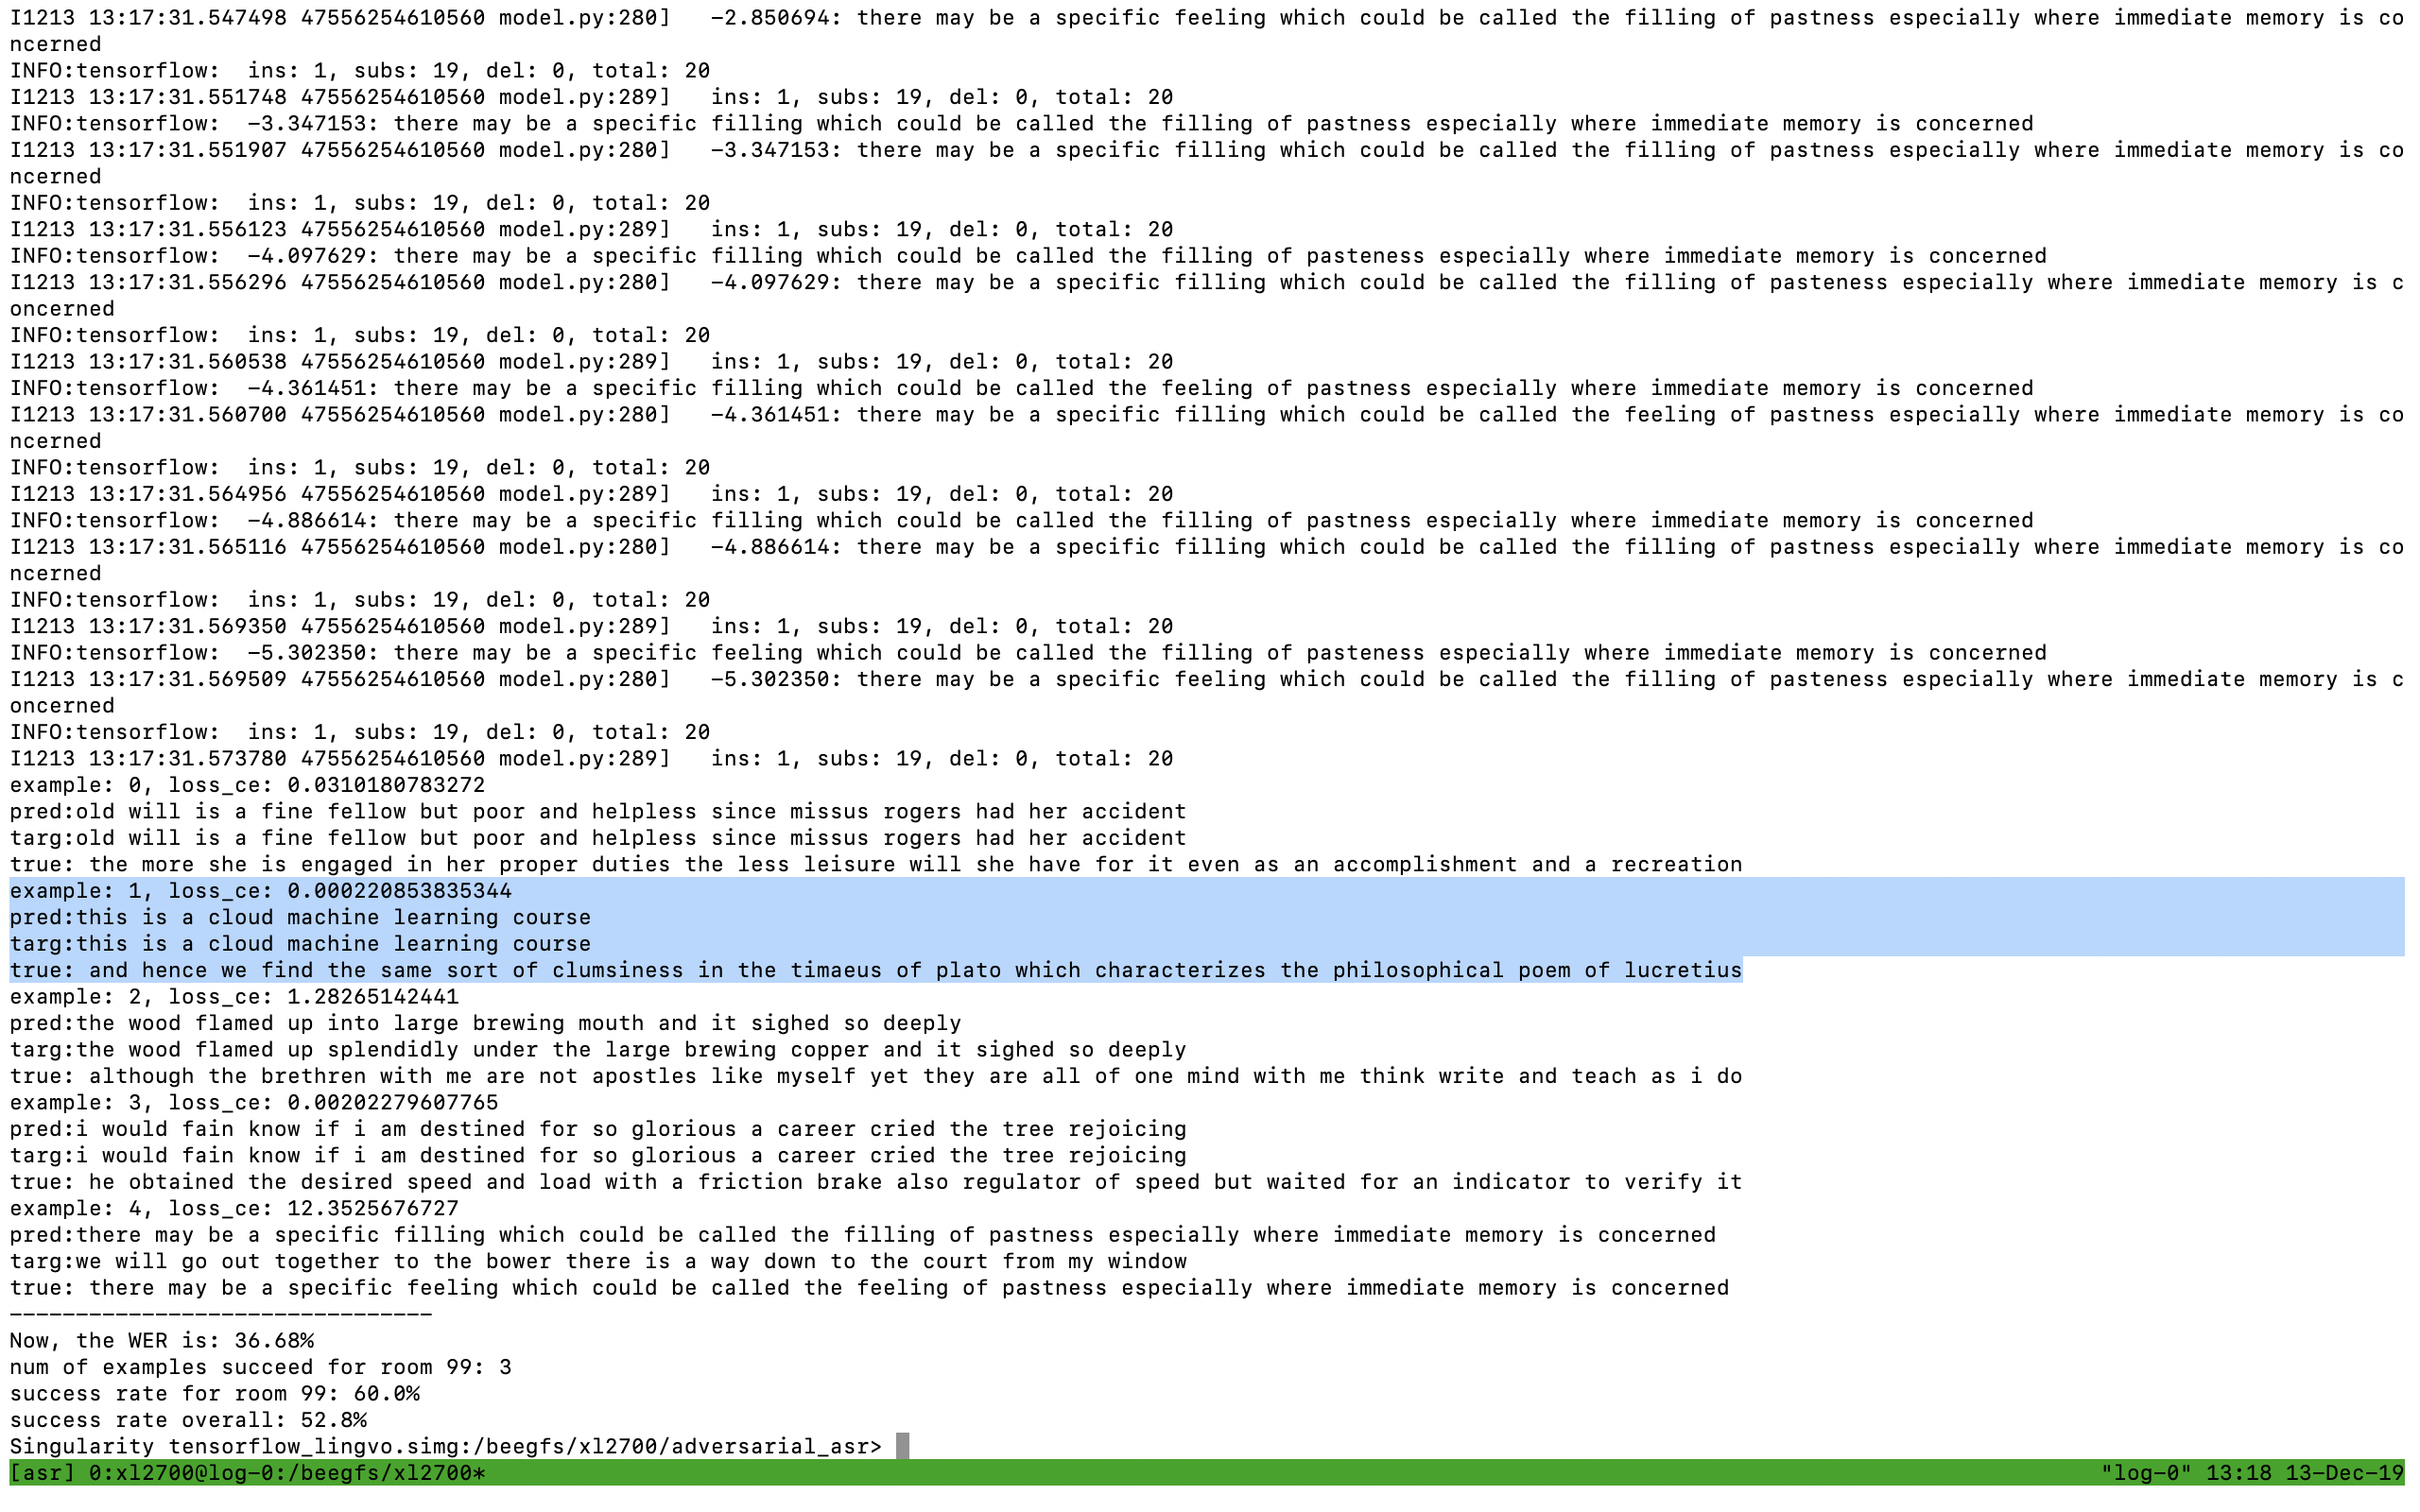 I1213 13:17:31.547498 47556254610560 model.py:280]   -2.850694: there may be a specific feeling which could be called the filling of pastness especially where immediate memory is co
ncerned
INFO:tensorflow:  ins: 1, subs: 19, del: 0, total: 20
I1213 13:17:31.551748 47556254610560 model.py:289]   ins: 1, subs: 19, del: 0, total: 20
INFO:tensorflow:  -3.347153: there may be a specific filling which could be called the filling of pastness especially where immediate memory is concerned
I1213 13:17:31.551907 47556254610560 model.py:280]   -3.347153: there may be a specific filling which could be called the filling of pastness especially where immediate memory is co
ncerned
INFO:tensorflow:  ins: 1, subs: 19, del: 0, total: 20
I1213 13:17:31.556123 47556254610560 model.py:289]   ins: 1, subs: 19, del: 0, total: 20
INFO:tensorflow:  -4.097629: there may be a specific filling which could be called the filling of pasteness especially where immediate memory is concerned
I1213 13:17:31.556296 47556254610560 model.py:280]   -4.097629: there may be a specific filling which could be called the filling of pasteness especially where immediate memory is c
oncerned
INFO:tensorflow:  ins: 1, subs: 19, del: 0, total: 20
I1213 13:17:31.560538 47556254610560 model.py:289]   ins: 1, subs: 19, del: 0, total: 20
INFO:tensorflow:  -4.361451: there may be a specific filling which could be called the feeling of pastness especially where immediate memory is concerned
I1213 13:17:31.560700 47556254610560 model.py:280]   -4.361451: there may be a specific filling which could be called the feeling of pastness especially where immediate memory is co
ncerned
INFO:tensorflow:  ins: 1, subs: 19, del: 0, total: 20
I1213 13:17:31.564956 47556254610560 model.py:289]   ins: 1, subs: 19, del: 0, total: 20
INFO:tensorflow:  -4.886614: there may be a specific filling which could be called the filling of pastness especially where immediate memory is concerned
I1213 13:17:31.565116 47556254610560 model.py:280]   -4.886614: there may be a specific filling which could be called the filling of pastness especially where immediate memory is co
ncerned
INFO:tensorflow:  ins: 1, subs: 19, del: 0, total: 20
I1213 13:17:31.569350 47556254610560 model.py:289]   ins: 1, subs: 19, del: 0, total: 20
INFO:tensorflow:  -5.302350: there may be a specific feeling which could be called the filling of pasteness especially where immediate memory is concerned
I1213 13:17:31.569509 47556254610560 model.py:280]   -5.302350: there may be a specific feeling which could be called the filling of pasteness especially where immediate memory is c
oncerned
INFO:tensorflow:  ins: 1, subs: 19, del: 0, total: 20
I1213 13:17:31.573780 47556254610560 model.py:289]   ins: 1, subs: 19, del: 0, total: 20
example: 0, loss_ce: 0.0310180783272
pred:old will is a fine fellow but poor and helpless since missus rogers had her accident
targ:old will is a fine fellow but poor and helpless since missus rogers had her accident
true: the more she is engaged in her proper duties the less leisure will she have for it even as an accomplishment and a recreation
example: 1, loss_ce: 0.000220853835344
pred:this is a cloud machine learning course
targ:this is a cloud machine learning course
true: and hence we find the same sort of clumsiness in the timaeus of plato which characterizes the philosophical poem of lucretius
example: 2, loss_ce: 1.28265142441
pred:the wood flamed up into large brewing mouth and it sighed so deeply
targ:the wood flamed up splendidly under the large brewing copper and it sighed so deeply
true: although the brethren with me are not apostles like myself yet they are all of one mind with me think write and teach as i do
example: 3, loss_ce: 0.00202279607765
pred:i would fain know if i am destined for so glorious a career cried the tree rejoicing
targ:i would fain know if i am destined for so glorious a career cried the tree rejoicing
true: he obtained the desired speed and load with a friction brake also regulator of speed but waited for an indicator to verify it
example: 4, loss_ce: 12.3525676727
pred:there may be a specific filling which could be called the filling of pastness especially where immediate memory is concerned
targ:we will go out together to the bower there is a way down to the court from my window
true: there may be a specific feeling which could be called the feeling of pastness especially where immediate memory is concerned
--------------------------------
Now, the WER is: 36.68%
num of examples succeed for room 99: 3
success rate for room 99: 60.0%
success rate overall: 52.8%
Singularity tensorflow_lingvo.simg:/beegfs/xl2700/adversarial_asr>
[asr] 0:xl2700@log-0:/beegfs/xl2700* "log-0" 13:18 13-Dec-19